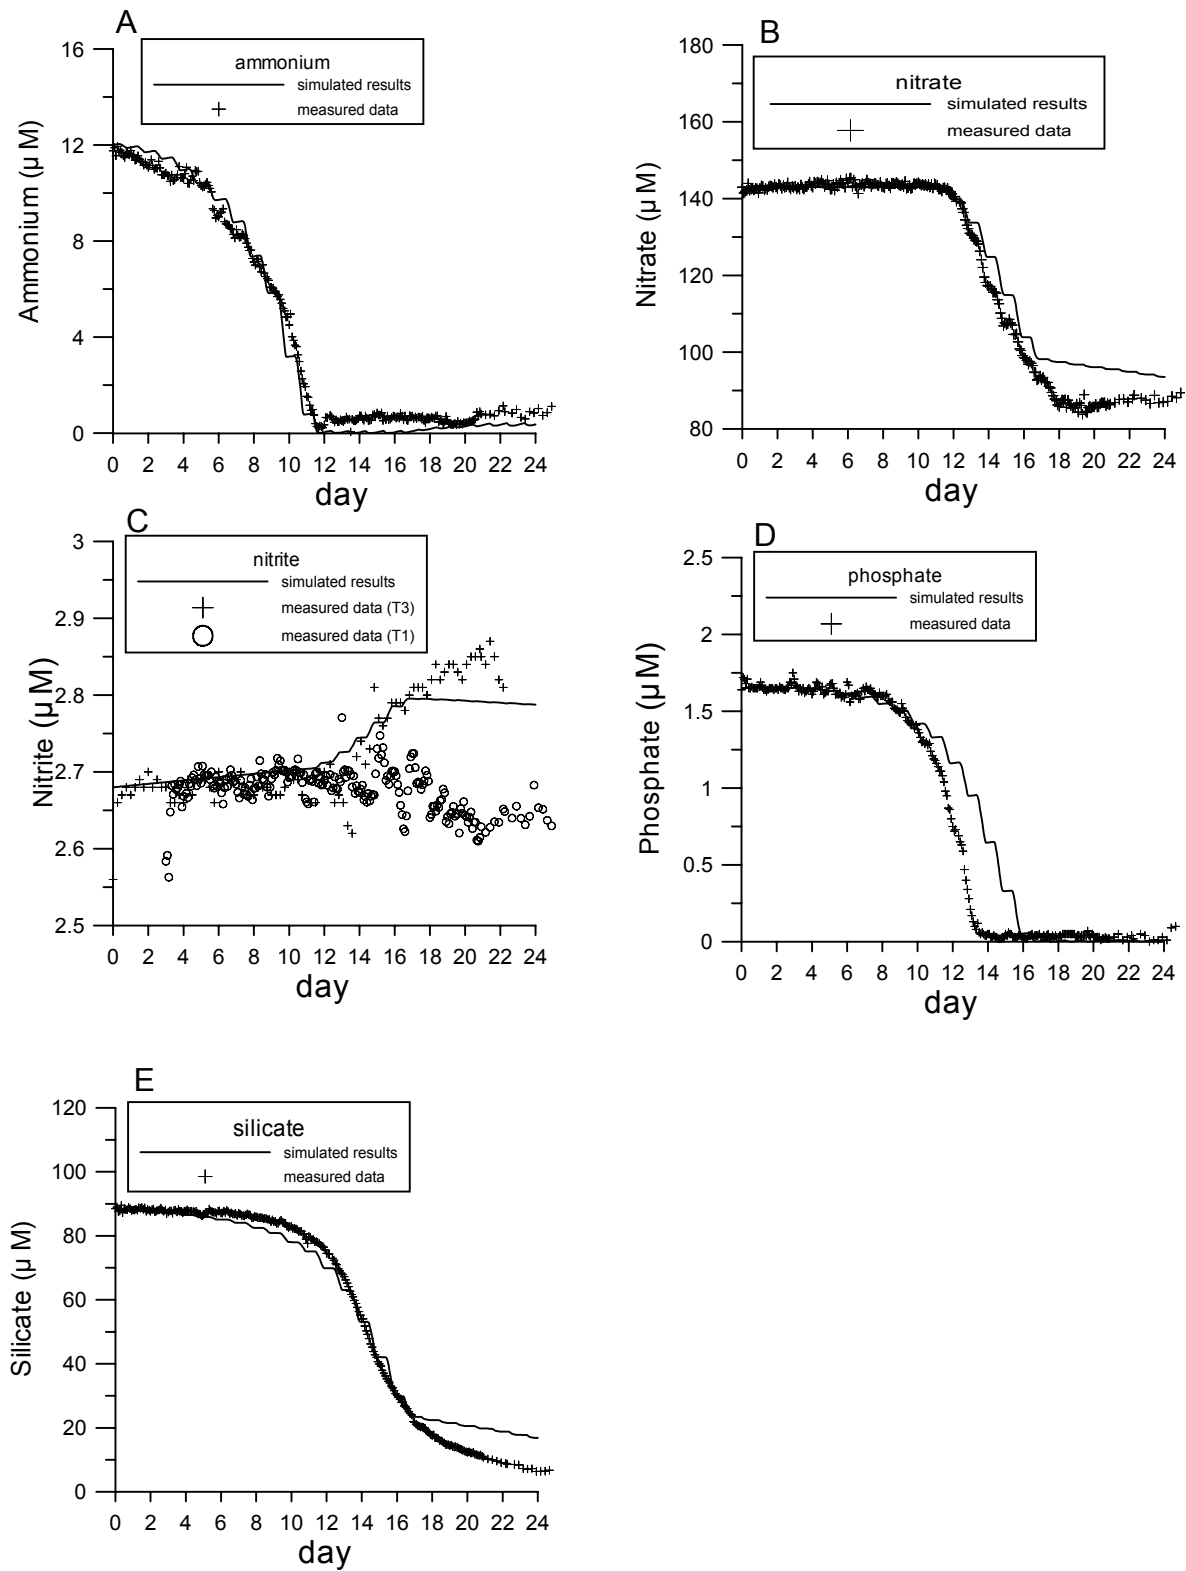 A
ammonium
simulated results
measured data
16
12
8
4
0
Ammonium (µ M)
0 2 4 6 8 10 12 14 16 18 20 22 24
day
B
nitrate
simulated results
measured data
180
160
140
120
100
80
Nitrate (µ M)
0 2 4 6 8 10 12 14 16 18 20 22 24
day
C
nitrite
simulated results
measured data (T3)
measured data (T1)
3
2.9
2.8
2.7
2.6
2.5
Nitrite (µ M)
0 2 4 6 8 10 12 14 16 18 20 22 24
day
D
phosphate
simulated results
measured data
2.5
2
1.5
1
0.5
0
Phosphate (µ M)
0 2 4 6 8 10 12 14 16 18 20 22 24
day
E
silicate
simulated results
measured data
120
100
80
60
40
20
0
Silicate (µ M)
0 2 4 6 8 10 12 14 16 18 20 22 24
day